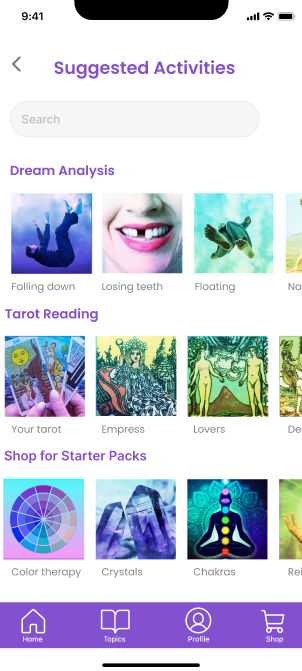 9:41
Suggested Activities
Search
Dream Analysis
Falling down Losing teeth Floating Na
Tarot Reading
Your tarot Empress Lovers De
Shop for Starter Packs
Color therapy Crystals Chakras Rei
Home Topics Profile Shop